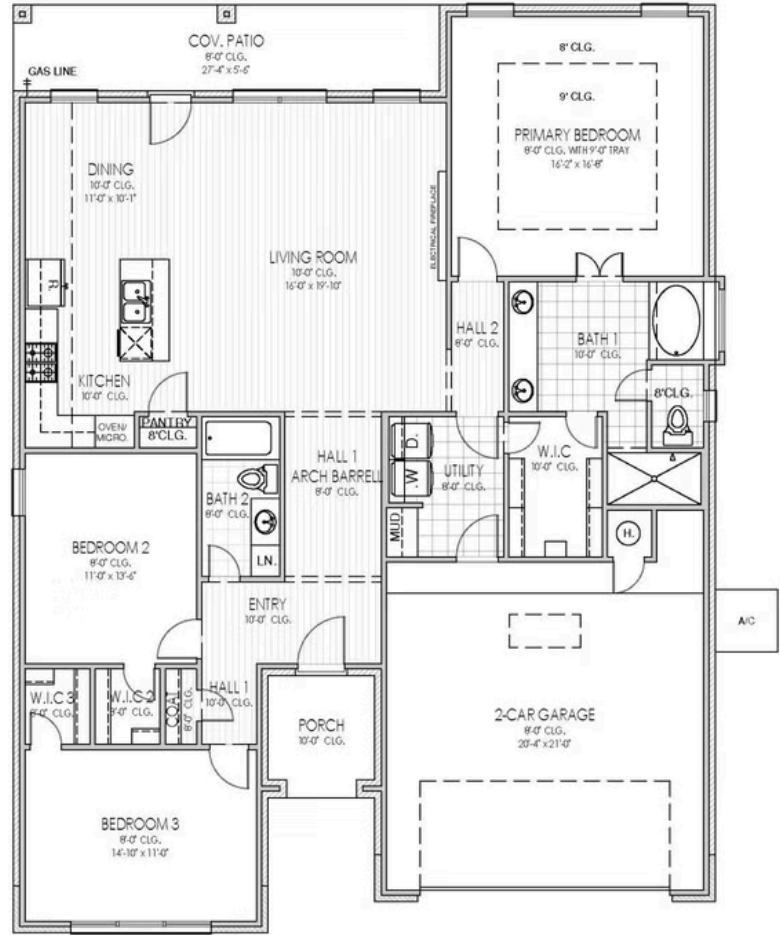 COV. PATIO
8'-0" CLG.
27'-4" x 5'-6"
GAS LINE
8' CLG.
9' CLG.
PRIMARY BEDROOM
8'-0" CLG. WITH 9'-0" TRAY
16'-2" x 16'-8"
DINING
10'-0" CLG.
11'-0" x 10'-1"
ELECTRICAL FIREPLACE
LIVING ROOM
10'-0" CLG.
16'-0" x 19'-10"
R.
HALL 2
8'-0" CLG.
BATH 1
10'-0" CLG.
KITCHEN
10'-0" CLG.
8'CLG.
OVEN/
MICRO.
PANTRY
8'CLG.
HALL 1
ARCH BARRELL
8'-0" CLG.
D.
W.
UTILITY
8'-0" CLG.
W.I.C
10'-0" CLG.
BATH 2
8'-0" CLG.
LN.
MUD
H.
BEDROOM 2
8'-0" CLG.
11'-0" x 13'-6"
ENTRY
10'-0" CLG.
A/C
W.I.C 3
8'-0" CLG.
W.I.C 2
8'-0" CLG.
COAT
8'-0" CLG.
HALL 1
10'-0" CLG.
PORCH
10'-0" CLG.
2-CAR GARAGE
8'-0" CLG.
20'-4" x 21'-0"
BEDROOM 3
8'-0" CLG.
14'-10" x 11'-0"